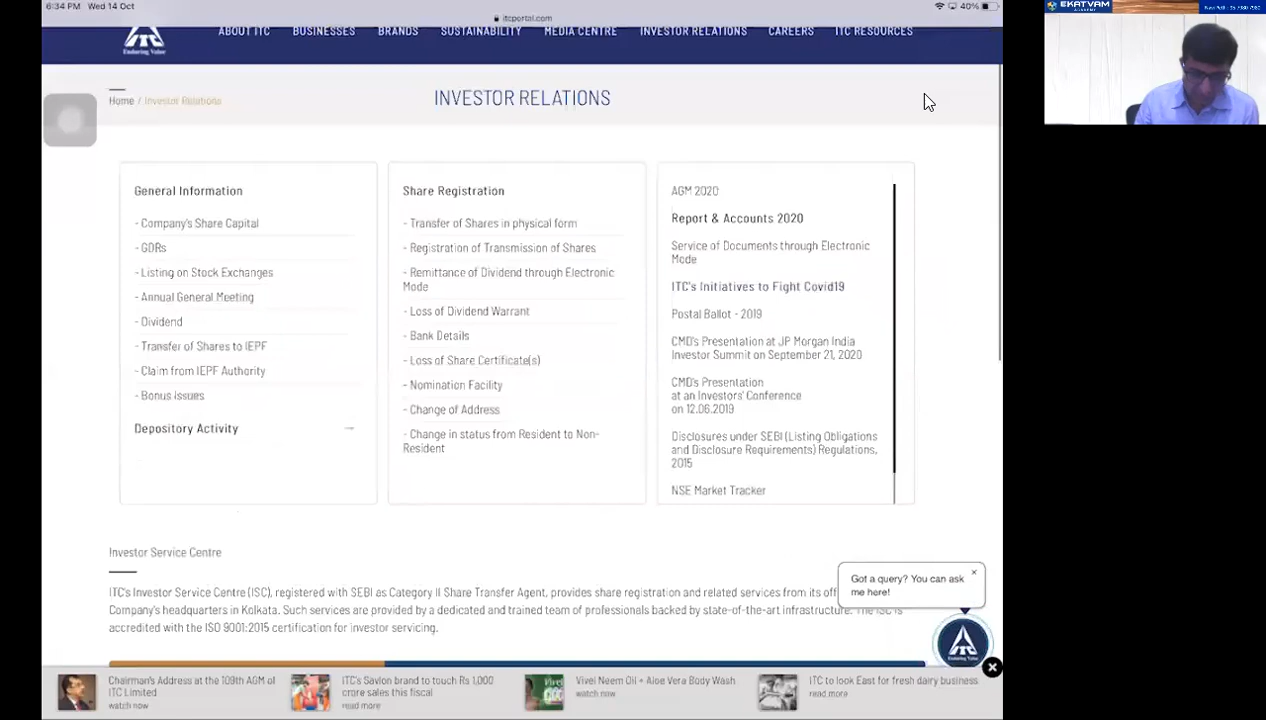 6:34 PM Wed 14 Oct
itcportal.com
40%
EKATVAM
ITC
Enduring Value
ABOUT ITC BUSINESSES BRANDS SUSTAINABILITY MEDIA CENTRE INVESTOR RELATIONS CAREERS ITC RESOURCES
Home / Investor Relations
INVESTOR RELATIONS
General Information
- Company's Share Capital
- GDRs
- Listing on Stock Exchanges
- Annual General Meeting
- Dividend
- Transfer of Shares to IEPF
- Claim from IEPF Authority
- Bonus issues
Depository Activity →
Share Registration
- Transfer of Shares in physical form
- Registration of Transmission of Shares
- Remittance of Dividend through Electronic
Mode
- Loss of Dividend Warrant
- Bank Details
- Loss of Share Certificate(s)
- Nomination Facility
- Change of Address
- Change in status from Resident to Non-
Resident
AGM 2020
Report & Accounts 2020
Service of Documents through Electronic
Mode
ITC's Initiatives to Fight Covid19
Postal Ballot - 2019
CMD's Presentation at JP Morgan India
Investor Summit on September 21, 2020
CMD's Presentation
at an Investors' Conference
on 12.06.2019
Disclosures under SEBI (Listing Obligations
and Disclosure Requirements) Regulations,
2015
NSE Market Tracker
Investor Service Centre
ITC's Investor Service Centre (ISC), registered with SEBI as Category II Share Transfer Agent, provides share registration and related services from its
Company's headquarters in Kolkata. Such services are provided by a dedicated and trained team of professionals backed by state-of-the-art infrastructure. The ISC is
accredited with the ISO 9001:2015 certification for investor servicing.
Got a query? You can ask
me here!
Enduring Value
Chairman's Address at the 109th AGM of
ITC Limited
watch now
ITC's Savlon brand to touch Rs 1,000
crore sales this fiscal
read more
Vivel Neem Oil + Aloe Vera Body Wash
watch now
ITC to look East for fresh dairy business
read more